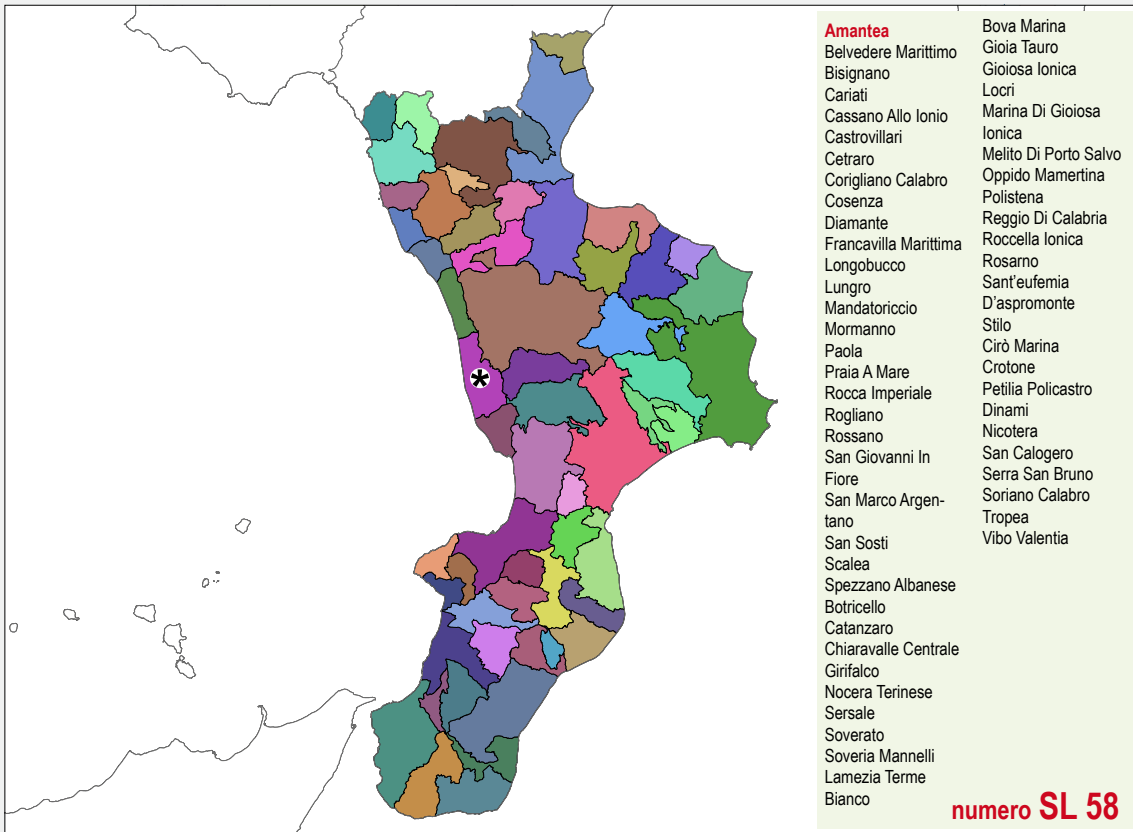 Amantea
Belvedere Marittimo
Bisignano
Cariati
Cassano Allo Ionio
Castrovillari
Cetraro
Corigliano Calabro
Cosenza
Diamante
Francavilla Marittima
Longobucco
Lungro
Mandatoriccio
Mormanno
Paola
Praia A Mare
Rocca Imperiale
Rogliano
Rossano
San Giovanni In
Fiore
San Marco Argen-
tano
San Sosti
Scalea
Spezzano Albanese
Botricello
Catanzaro
Chiaravalle Centrale
Girifalco
Nocera Terinese
Sersale
Soverato
Soveria Mannelli
Lamezia Terme
Bianco
Bova Marina
Gioia Tauro
Gioiosa Ionica
Locri
Marina Di Gioiosa
Ionica
Melito Di Porto Salvo
Oppido Mamertina
Polistena
Reggio Di Calabria
Roccella Ionica
Rosarno
Sant'eufemia
D'aspromonte
Stilo
Cirò Marina
Crotone
Petilia Policastro
Dinami
Nicotera
San Calogero
Serra San Bruno
Soriano Calabro
Tropea
Vibo Valentia
numero SL 58